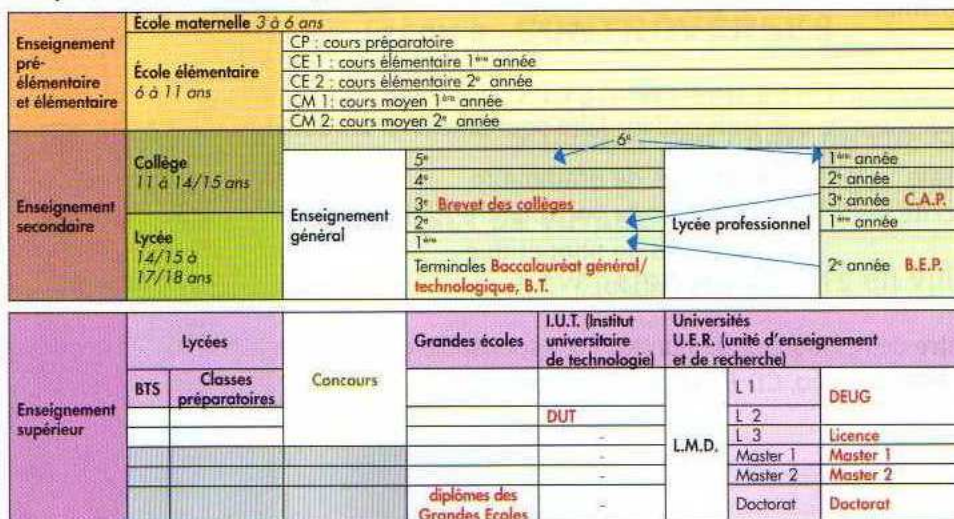 Enseignement
pré-
élémentaire
et élémentaire
École maternelle 3 à 6 ans
École élémentaire
6 à 11 ans
CP : cours préparatoire
CE 1 : cours élémentaire 1ère année
CE 2 : cours élémentaire 2e année
CM 1: cours moyen 1ère année
CM 2: cours moyen 2e année
Enseignement
secondaire
Collège
11 à 14/15 ans
Lycée
14/15 à
17/18 ans
6e
Enseignement
général
5e
4e
3e Brevet des collèges
2e
1ère
Terminales Baccalauréat général/
technologique, B.T.
Lycée professionnel
1ère année
2e année
3e année C.A.P.
1ère année
2e année B.E.P.
Enseignement
supérieur
Lycées
BTS
Classes
préparatoires
Concours
Grandes écoles
diplômes des
Grandes Ecoles
I.U.T. (Institut
universitaire
de technologie)
DUT
-
-
-
-
Universités
U.E.R. (unité d'enseignement
et de recherche)
L.M.D.
L 1
L 2
DEUG
L 3 Licence
Master 1 Master 1
Master 2 Master 2
Doctorat Doctorat